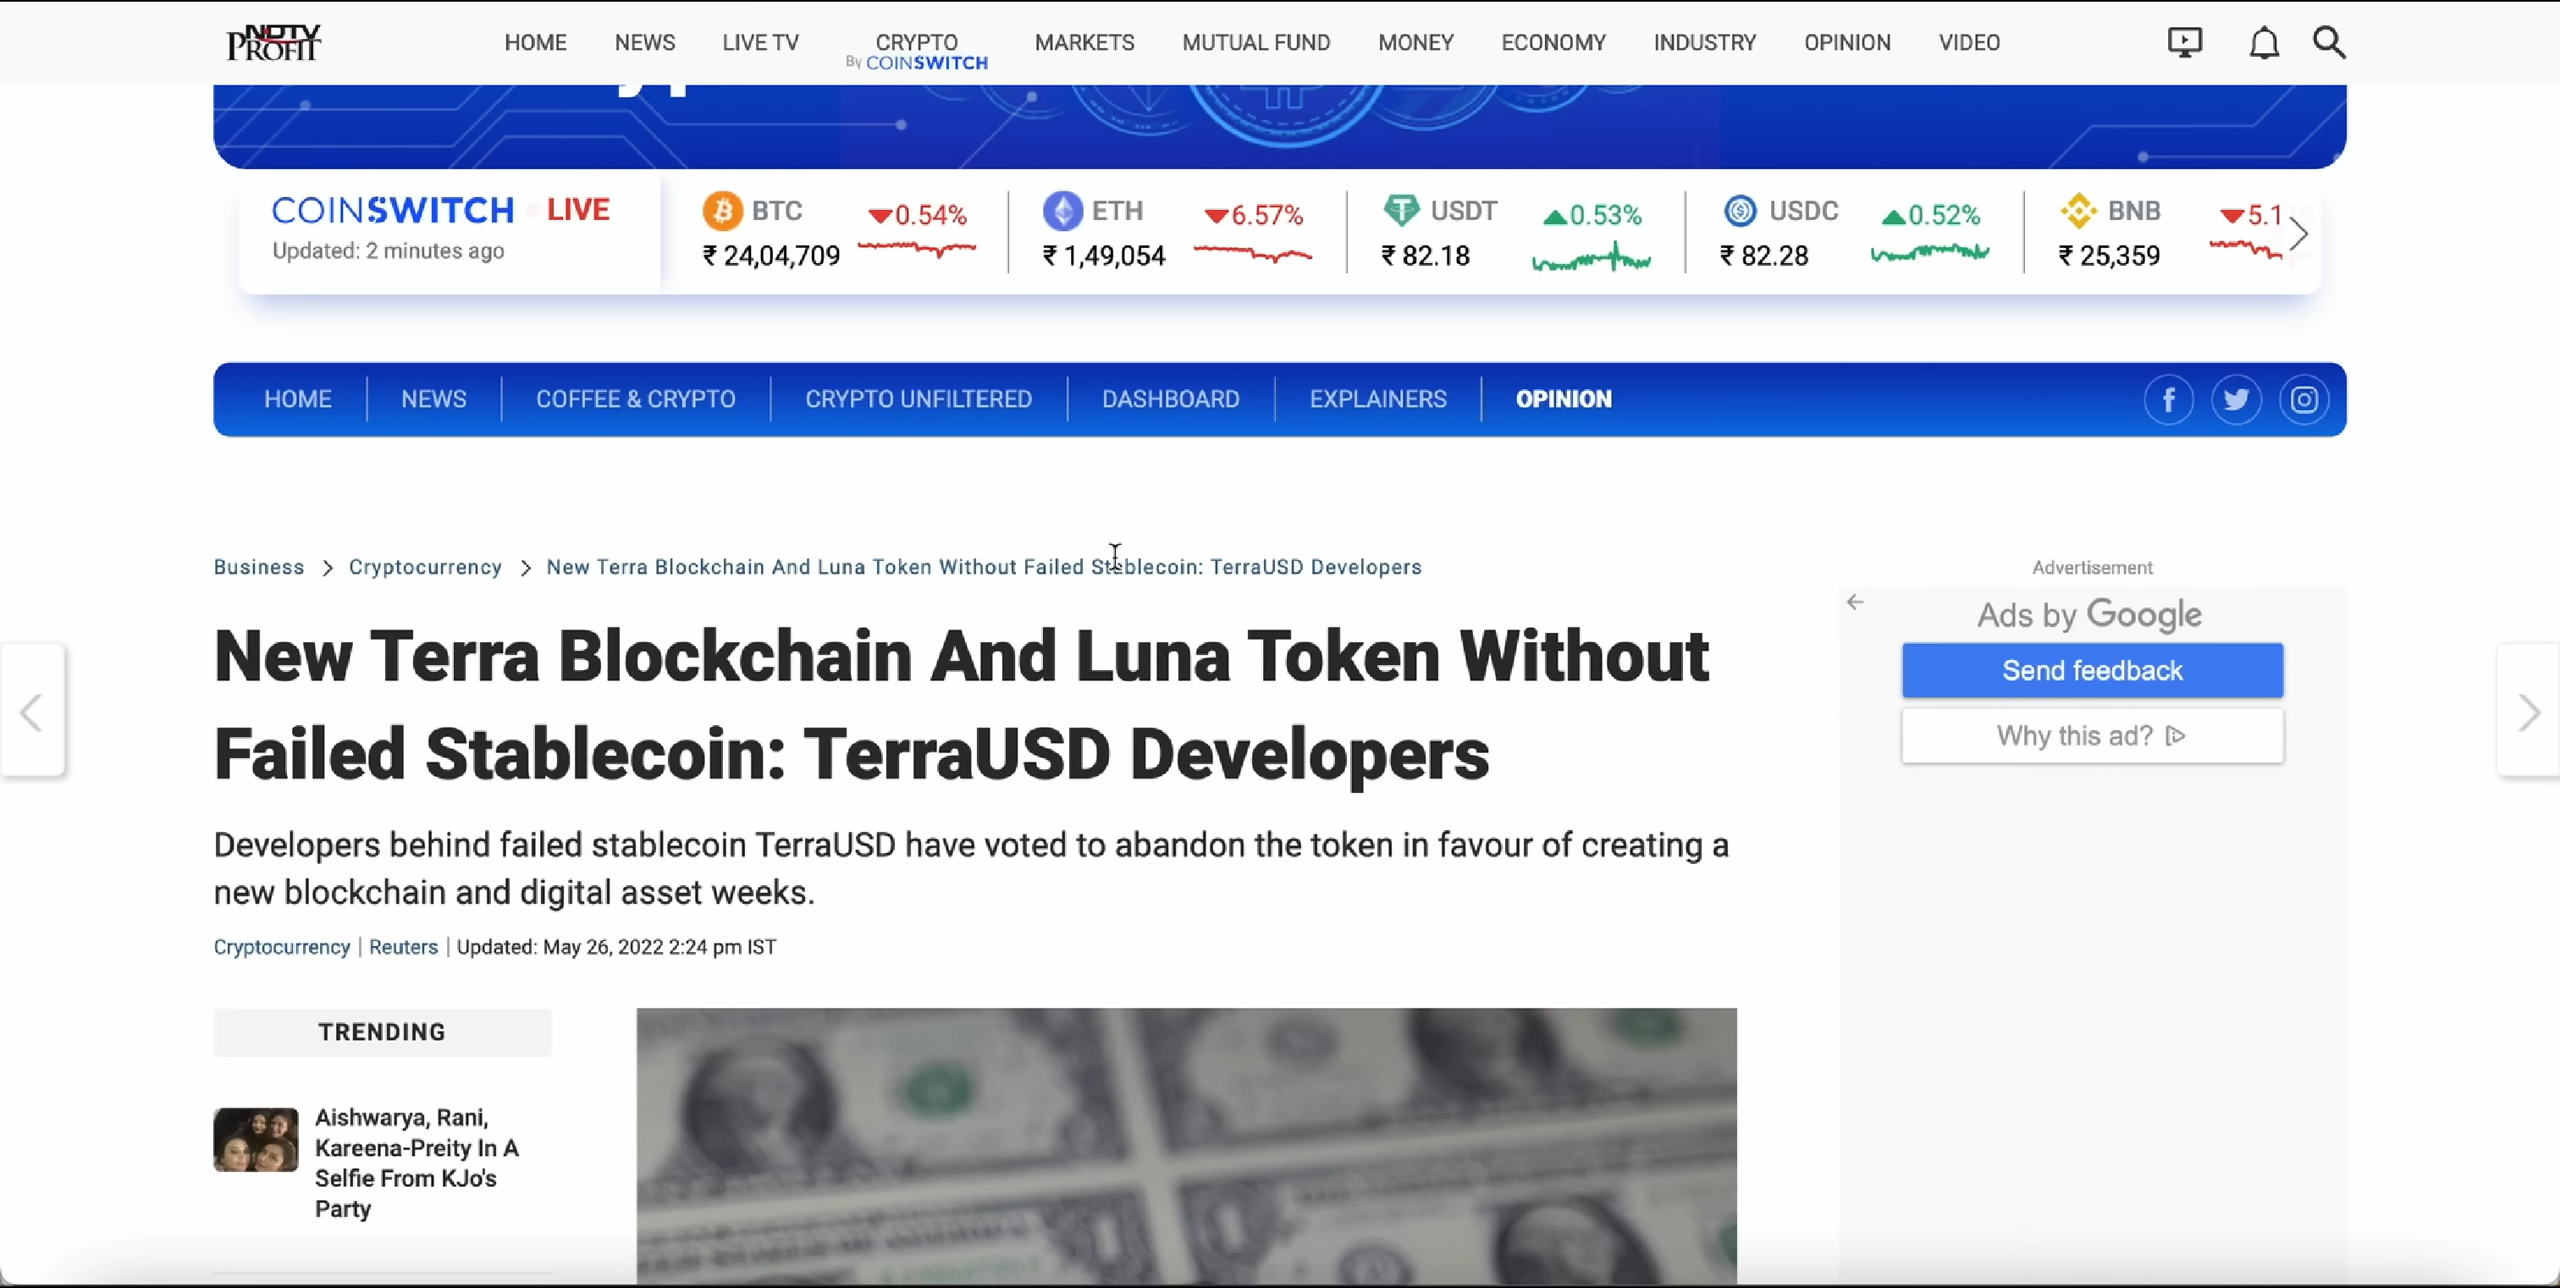 NDTV
PROFIT
HOME NEWS LIVE TV CRYPTO MARKETS MUTUAL FUND MONEY ECONOMY INDUSTRY OPINION VIDEO
By COINSWITCH
COINSWITCH LIVE
Updated: 2 minutes ago
BTC ▼0.54%
₹ 24,04,709
ETH ▼6.57%
₹ 1,49,054
USDT ▲0.53%
₹ 82.18
USDC ▲0.52%
₹ 82.28
BNB ▼5.1
₹ 25,359
HOME NEWS COFFEE & CRYPTO CRYPTO UNFILTERED DASHBOARD EXPLAINERS OPINION
Business > Cryptocurrency > New Terra Blockchain And Luna Token Without Failed Stablecoin: TerraUSD Developers
New Terra Blockchain And Luna Token Without
Failed Stablecoin: TerraUSD Developers
Developers behind failed stablecoin TerraUSD have voted to abandon the token in favour of creating a
new blockchain and digital asset weeks.
Cryptocurrency | Reuters | Updated: May 26, 2022 2:24 pm IST
Advertisement
Ads by Google
Send feedback
Why this ad?
TRENDING
Aishwarya, Rani,
Kareena-Preity In A
Selfie From KJo's
Party